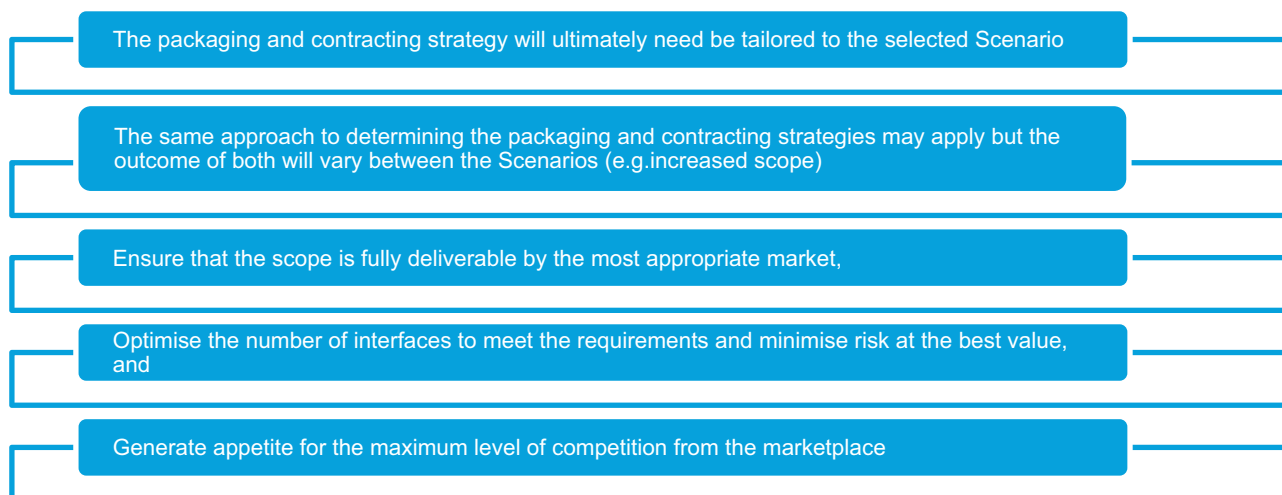 The packaging and contracting strategy will ultimately need be tailored to the selected Scenario
The same approach to determining the packaging and contracting strategies may apply but the
outcome of both will vary between the Scenarios (e.g.increased scope)
Ensure that the scope is fully deliverable by the most appropriate market,
Optimise the number of interfaces to meet the requirements and minimise risk at the best value,
and
Generate appetite for the maximum level of competition from the marketplace